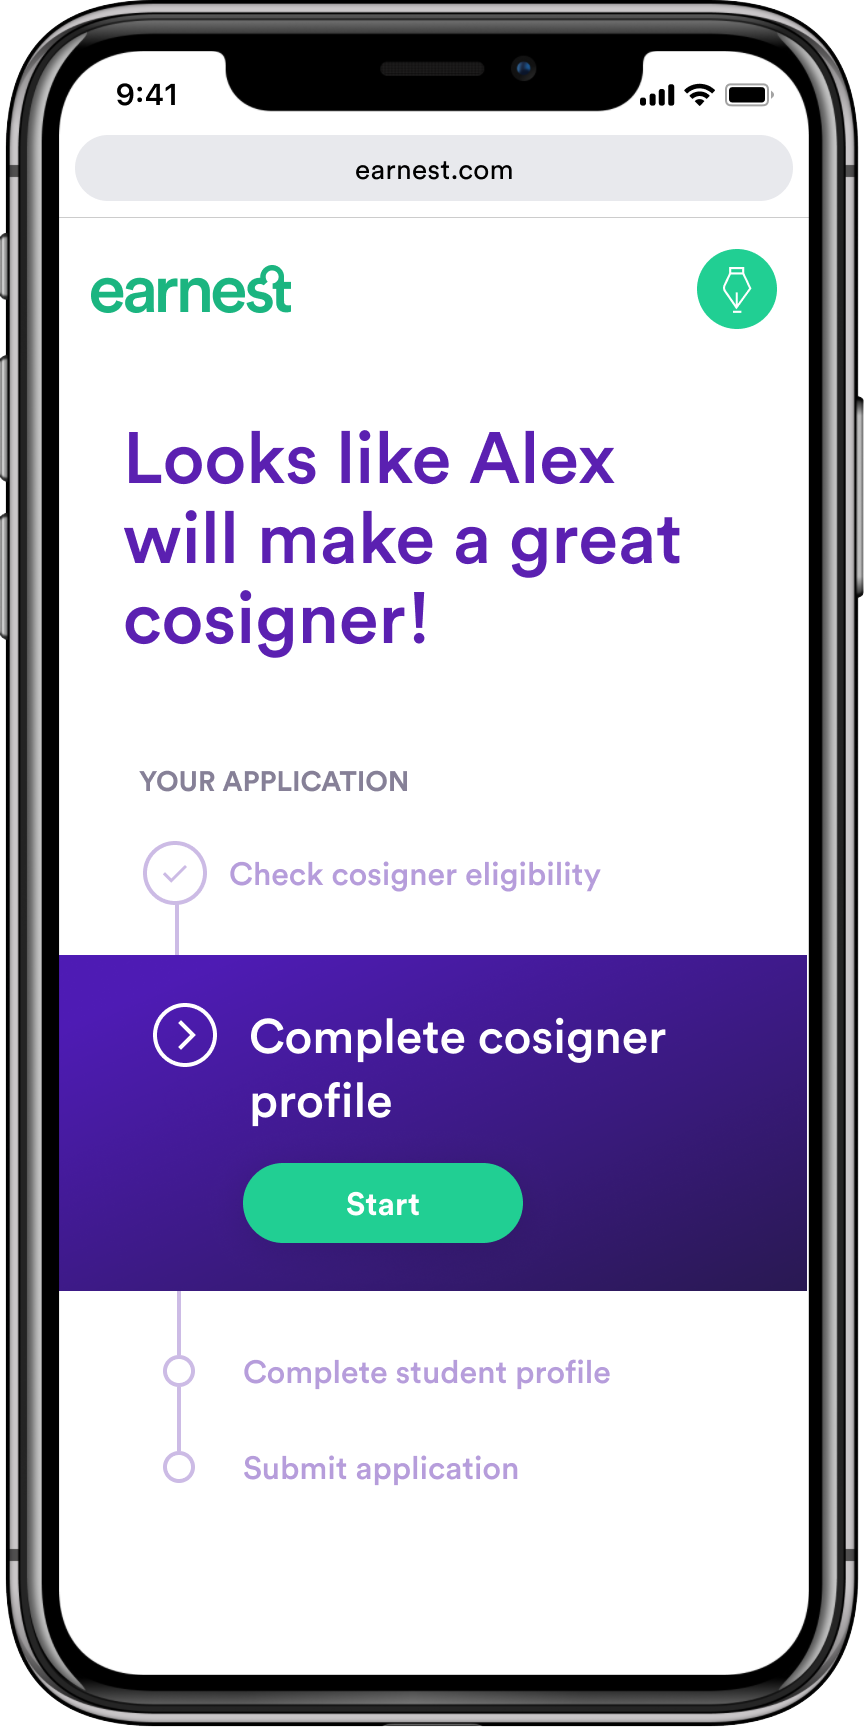 9:41
earnest.com
earnest
Looks like Alex
will make a great
cosigner!
YOUR APPLICATION
Check cosigner eligibility
Complete cosigner
profile
Start
Complete student profile
Submit application